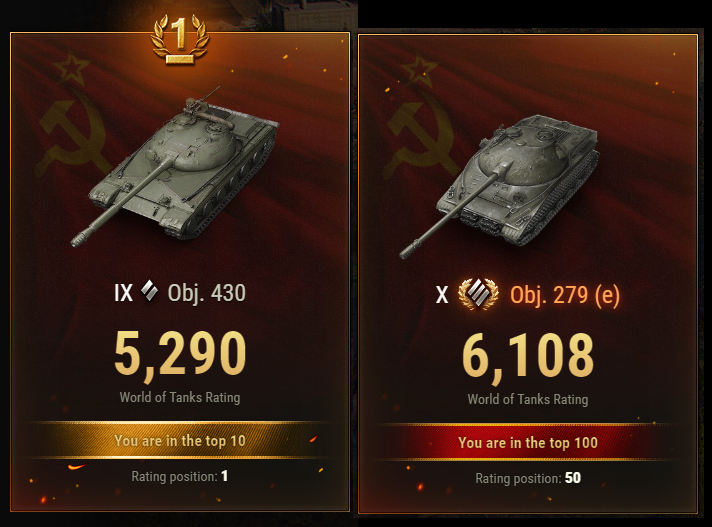 1
IX Obj. 430
5,290
World of Tanks Rating
You are in the top 10
Rating position: 1
X Obj. 279 (e)
6,108
World of Tanks Rating
You are in the top 100
Rating position: 50